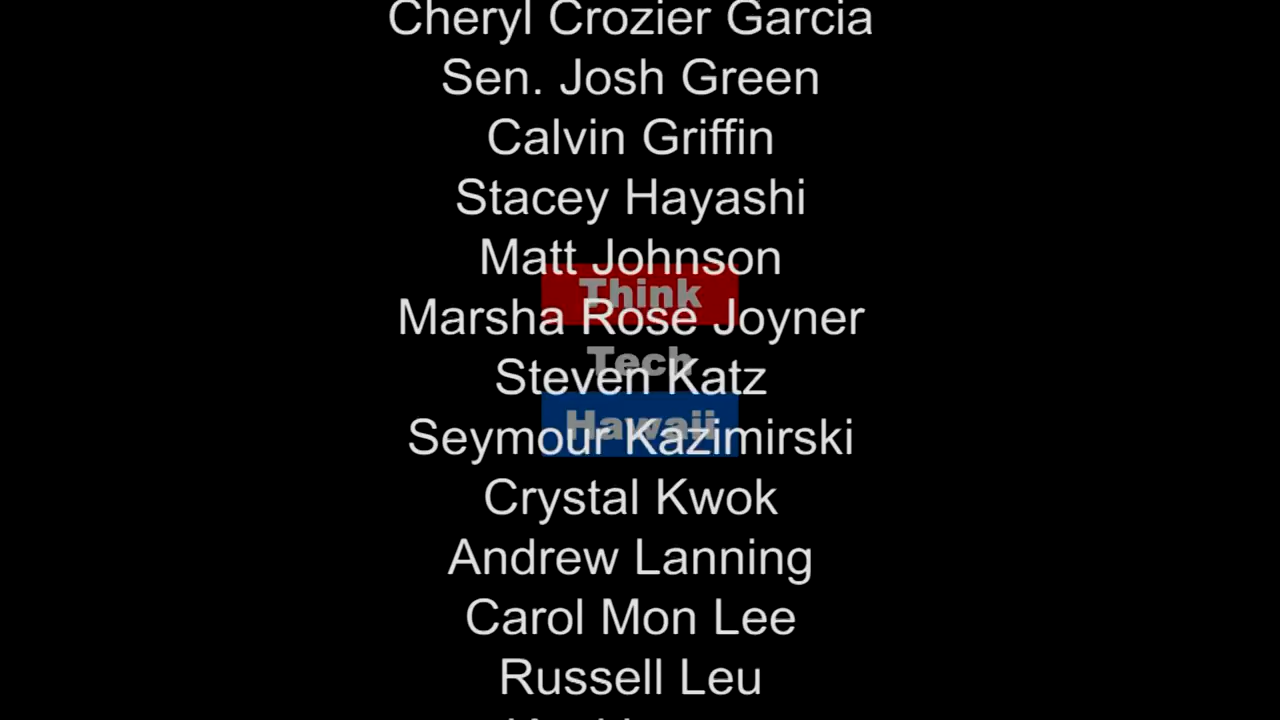 Cheryl Crozier Garcia
Sen. Josh Green
Calvin Griffin
Stacey Hayashi
Matt Johnson
Think
Marsha Rose Joyner
Tech
Steven Katz
Hawaii
Seymour Kazimirski
Crystal Kwok
Andrew Lanning
Carol Mon Lee
Russell Leu